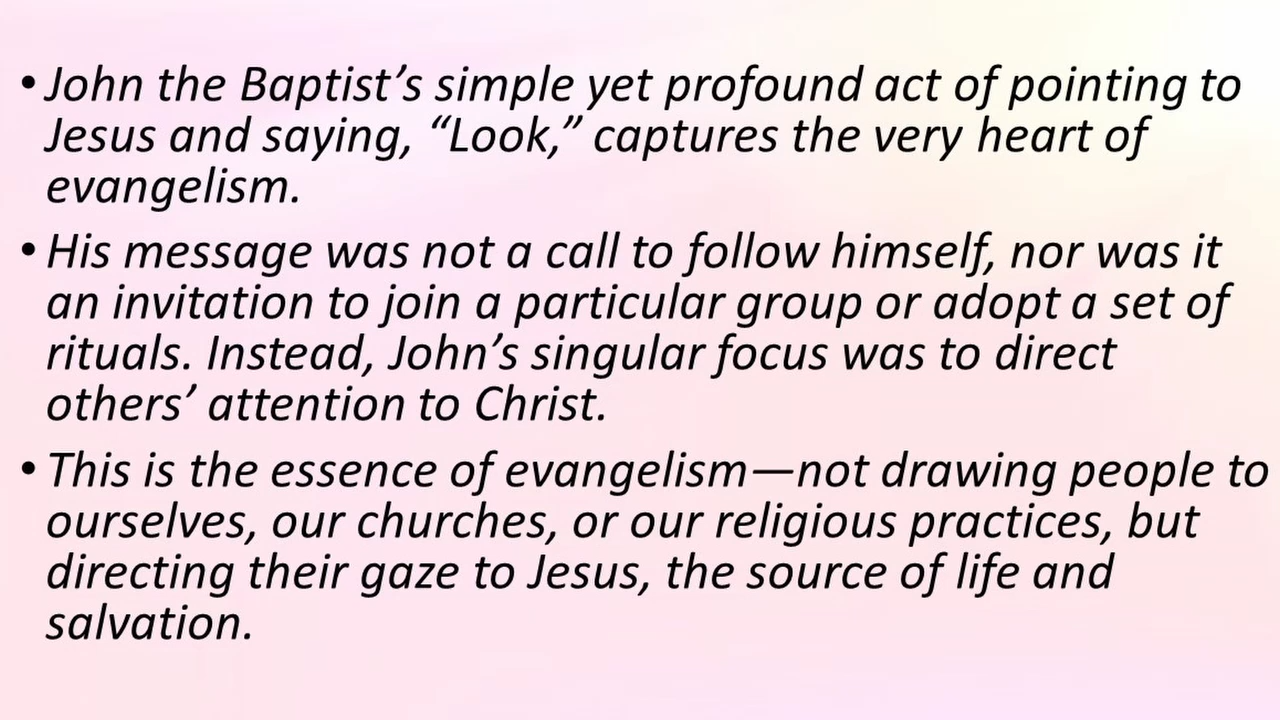 • John the Baptist’s simple yet profound act of pointing to
Jesus and saying, “Look,” captures the very heart of
evangelism.
• His message was not a call to follow himself, nor was it
an invitation to join a particular group or adopt a set of
rituals. Instead, John’s singular focus was to direct
others’ attention to Christ.
• This is the essence of evangelism—not drawing people to
ourselves, our churches, or our religious practices, but
directing their gaze to Jesus, the source of life and
salvation.